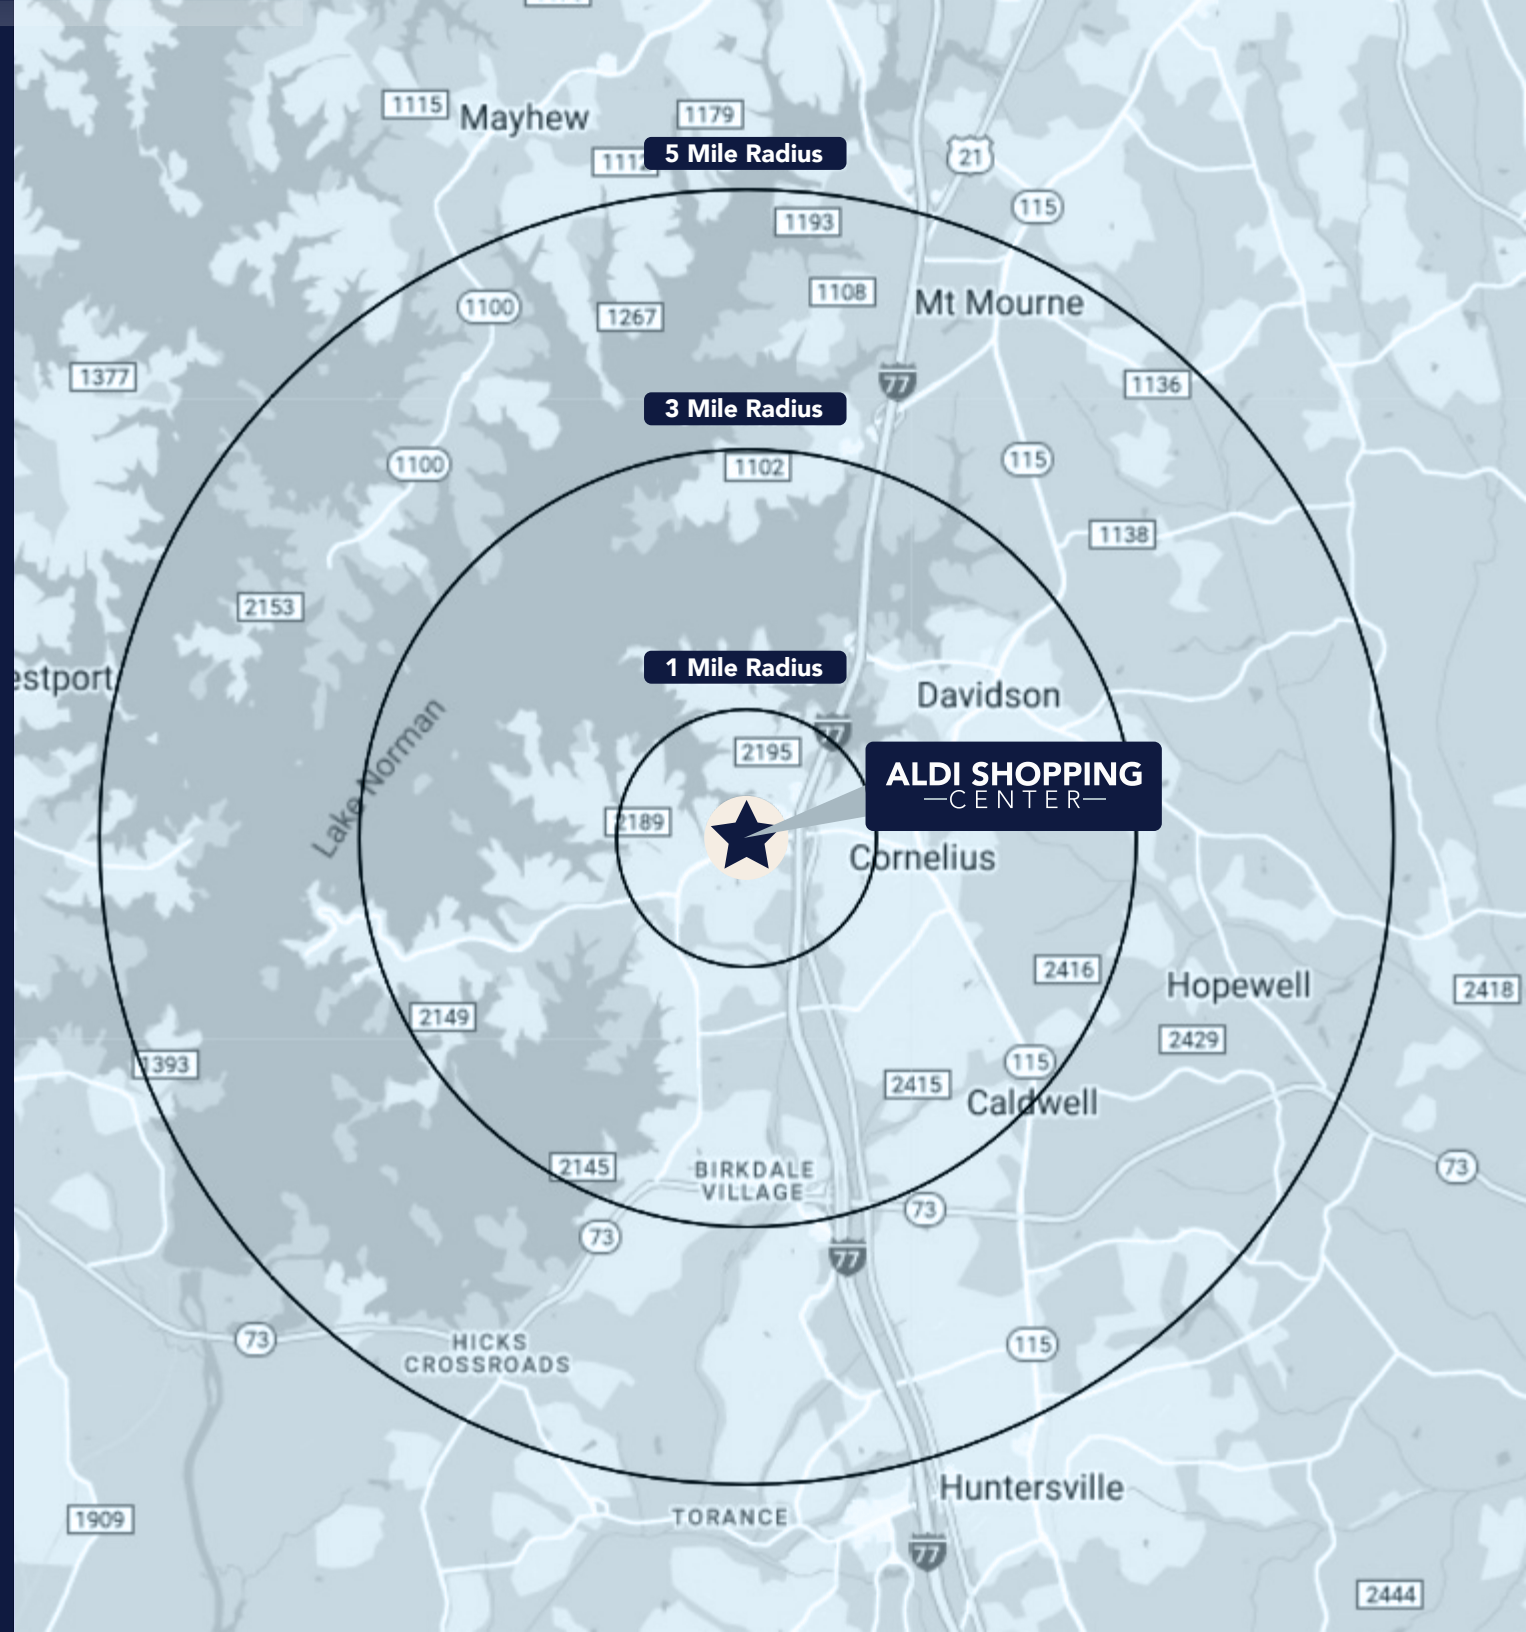 1115
Mayhew
1179
1112
5 Mile Radius
21
115
1193
1108
Mt Mourne
1100
1267
1377
77
1136
3 Mile Radius
1100
1102
115
1138
2153
1 Mile Radius
estport
Davidson
Lake Norman
77
2195
ALDI SHOPPING
CENTER
2189
Cornelius
2416
Hopewell
2418
2149
2429
1393
115
2415
Caldwell
2145
BIRKDALE
VILLAGE
73
73
73
77
73
HICKS
CROSSROADS
115
Huntersville
1909
TORANCE
77
2444